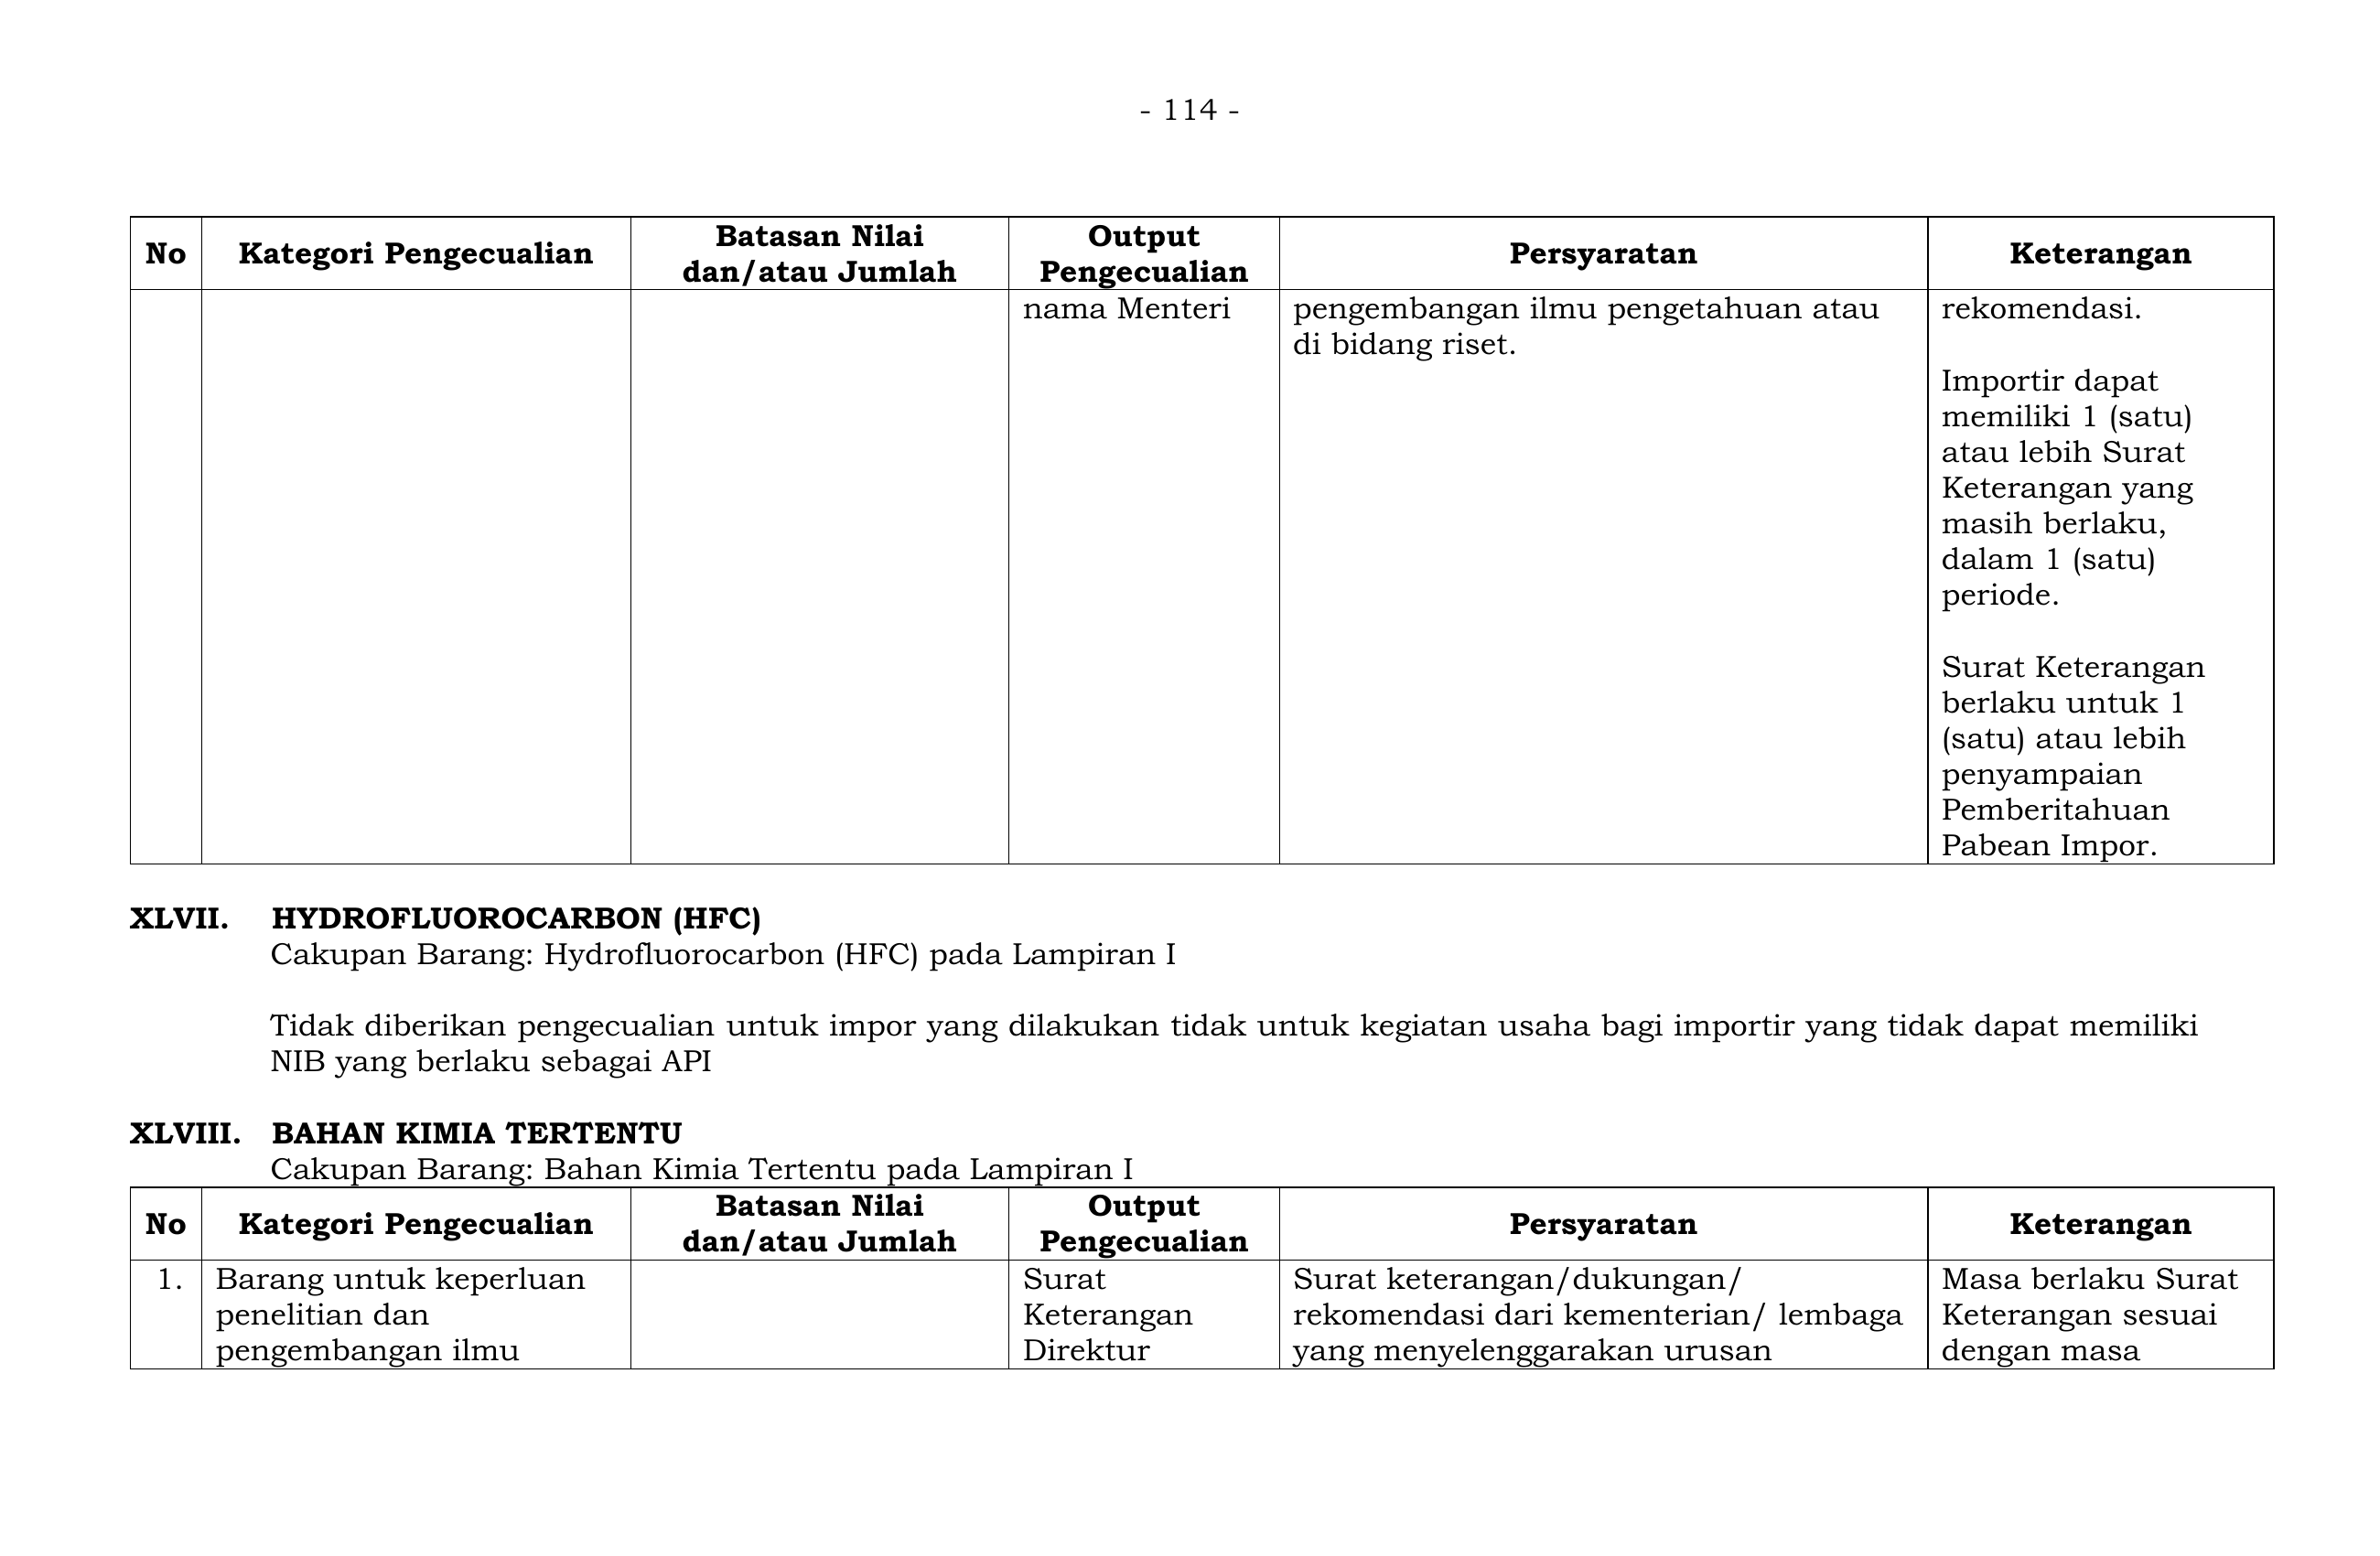 - 114 -
No
Kategori Pengecualian
Batasan Nilai
dan/atau Jumlah
Output
Pengecualian
Persyaratan
Keterangan
nama Menteri
pengembangan ilmu pengetahuan atau
di bidang riset.
rekomendasi.
Importir dapat
memiliki 1 (satu)
atau lebih Surat
Keterangan yang
masih berlaku,
dalam 1 (satu)
periode.
Surat Keterangan
berlaku untuk 1
(satu) atau lebih
penyampaian
Pemberitahuan
Pabean Impor.
XLVII. HYDROFLUOROCARBON (HFC)
Cakupan Barang: Hydrofluorocarbon (HFC) pada Lampiran I
Tidak diberikan pengecualian untuk impor yang dilakukan tidak untuk kegiatan usaha bagi importir yang tidak dapat memiliki
NIB yang berlaku sebagai API
XLVIII. BAHAN KIMIA TERTENTU
Cakupan Barang: Bahan Kimia Tertentu pada Lampiran I
No
Kategori Pengecualian
Batasan Nilai
dan/atau Jumlah
Output
Pengecualian
Persyaratan
Keterangan
1.
Barang untuk keperluan
penelitian dan
pengembangan ilmu
Surat
Keterangan
Direktur
Surat keterangan/dukungan/
rekomendasi dari kementerian/ lembaga
yang menyelenggarakan urusan
Masa berlaku Surat
Keterangan sesuai
dengan masa